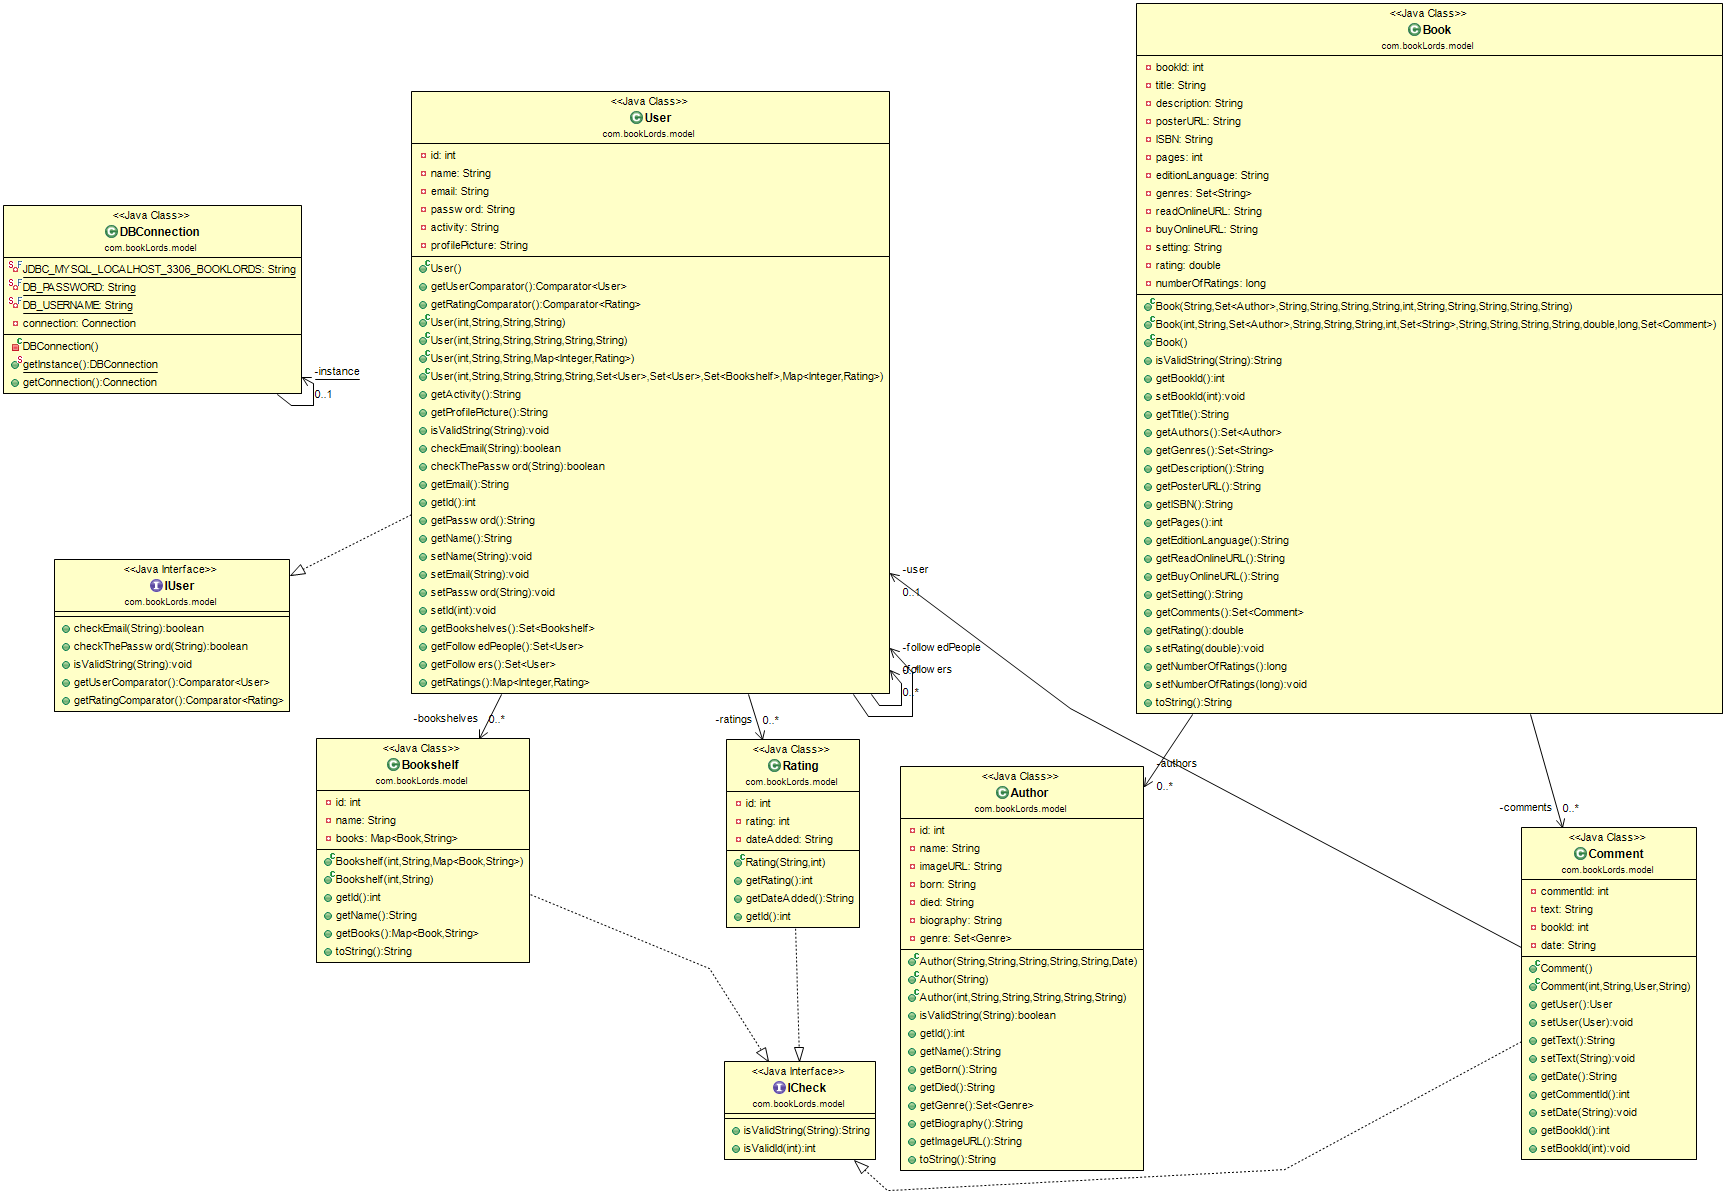 <<Java Class>>
DBConnection
com.bookLords.model
JDBC_MYSQL_LOCALHOST_3306_BOOKLORDS: String
DB_PASSWORD: String
DB_USERNAME: String
connection: Connection
DBConnection()
getInstance():DBConnection
getConnection():Connection
-instance
0..1
<<Java Class>>
User
com.bookLords.model
id: int
name: String
email: String
password: String
activity: String
profilePicture: String
User()
getUserComparator():Comparator<User>
getRatingComparator():Comparator<Rating>
User(int,String,String,String)
User(int,String,String,String,String,String)
User(int,String,String,Map<Integer,Rating>)
User(int,String,String,String,String,Set<User>,Set<User>,Set<Bookshelf>,Map<Integer,Rating>)
getActivity():String
getProfilePicture():String
isValidString(String):void
checkEmail(String):boolean
checkThePassword(String):boolean
getEmail():String
getId():int
getPassword():String
getName():String
setName(String):void
setEmail(String):void
setPassword(String):void
setId(int):void
getBookshelves():Set<Bookshelf>
getFollowedPeople():Set<User>
getFollowers():Set<User>
getRatings():Map<Integer,Rating>
<<Java Class>>
Book
com.bookLords.model
bookId: int
title: String
description: String
posterURL: String
ISBN: String
pages: int
editionLanguage: String
genres: Set<String>
readOnlineURL: String
buyOnlineURL: String
setting: String
rating: double
numberOfRatings: long
Book(String,Set<Author>,String,String,String,String,int,String,String,String,String,String)
Book(int,String,Set<Author>,String,String,String,int,Set<String>,String,String,String,String,double,long,Set<Comment>)
Book()
isValidString(String):String
getBookId():int
setBookId(int):void
getTitle():String
getAuthors():Set<Author>
getGenres():Set<String>
getDescription():String
getPosterURL():String
getISBN():String
getPages():int
getEditionLanguage():String
getReadOnlineURL():String
getBuyOnlineURL():String
getSetting():String
getComments():Set<Comment>
getRating():double
setRating(double):void
getNumberOfRatings():long
setNumberOfRatings(long):void
toString():String
<<Java Interface>>
IUser
com.bookLords.model
checkEmail(String):boolean
checkThePassword(String):boolean
isValidString(String):void
getUserComparator():Comparator<User>
getRatingComparator():Comparator<Rating>
-user
0..1
-followedPeople
-followers
0..*
-bookshelves
0..*
-ratings
0..*
-authors
0..*
-comments
0..*
<<Java Class>>
Bookshelf
com.bookLords.model
id: int
name: String
books: Map<Book,String>
Bookshelf(int,String,Map<Book,String>)
Bookshelf(int,String)
getId():int
getName():String
getBooks():Map<Book,String>
toString():String
<<Java Class>>
Rating
com.bookLords.model
id: int
rating: int
dateAdded: String
Rating(String,int)
getRating():int
getDateAdded():String
getId():int
<<Java Class>>
Author
com.bookLords.model
id: int
name: String
imageURL: String
born: String
died: String
biography: String
genre: Set<Genre>
Author(String,String,String,String,String,Date)
Author(String)
Author(int,String,String,String,String,String)
isValidString(String):boolean
getId():int
getName():String
getBorn():String
getDied():String
getGenre():Set<Genre>
getBiography():String
getImageURL():String
toString():String
<<Java Class>>
Comment
com.bookLords.model
commentId: int
text: String
bookId: int
date: String
Comment()
Comment(int,String,User,String)
getUser():User
setUser(User):void
getText():String
setText(String):void
getDate():String
getCommentId():int
setDate(String):void
getBookId():int
setBookId(int):void
<<Java Interface>>
ICheck
com.bookLords.model
isValidString(String):String
isValidId(int):int